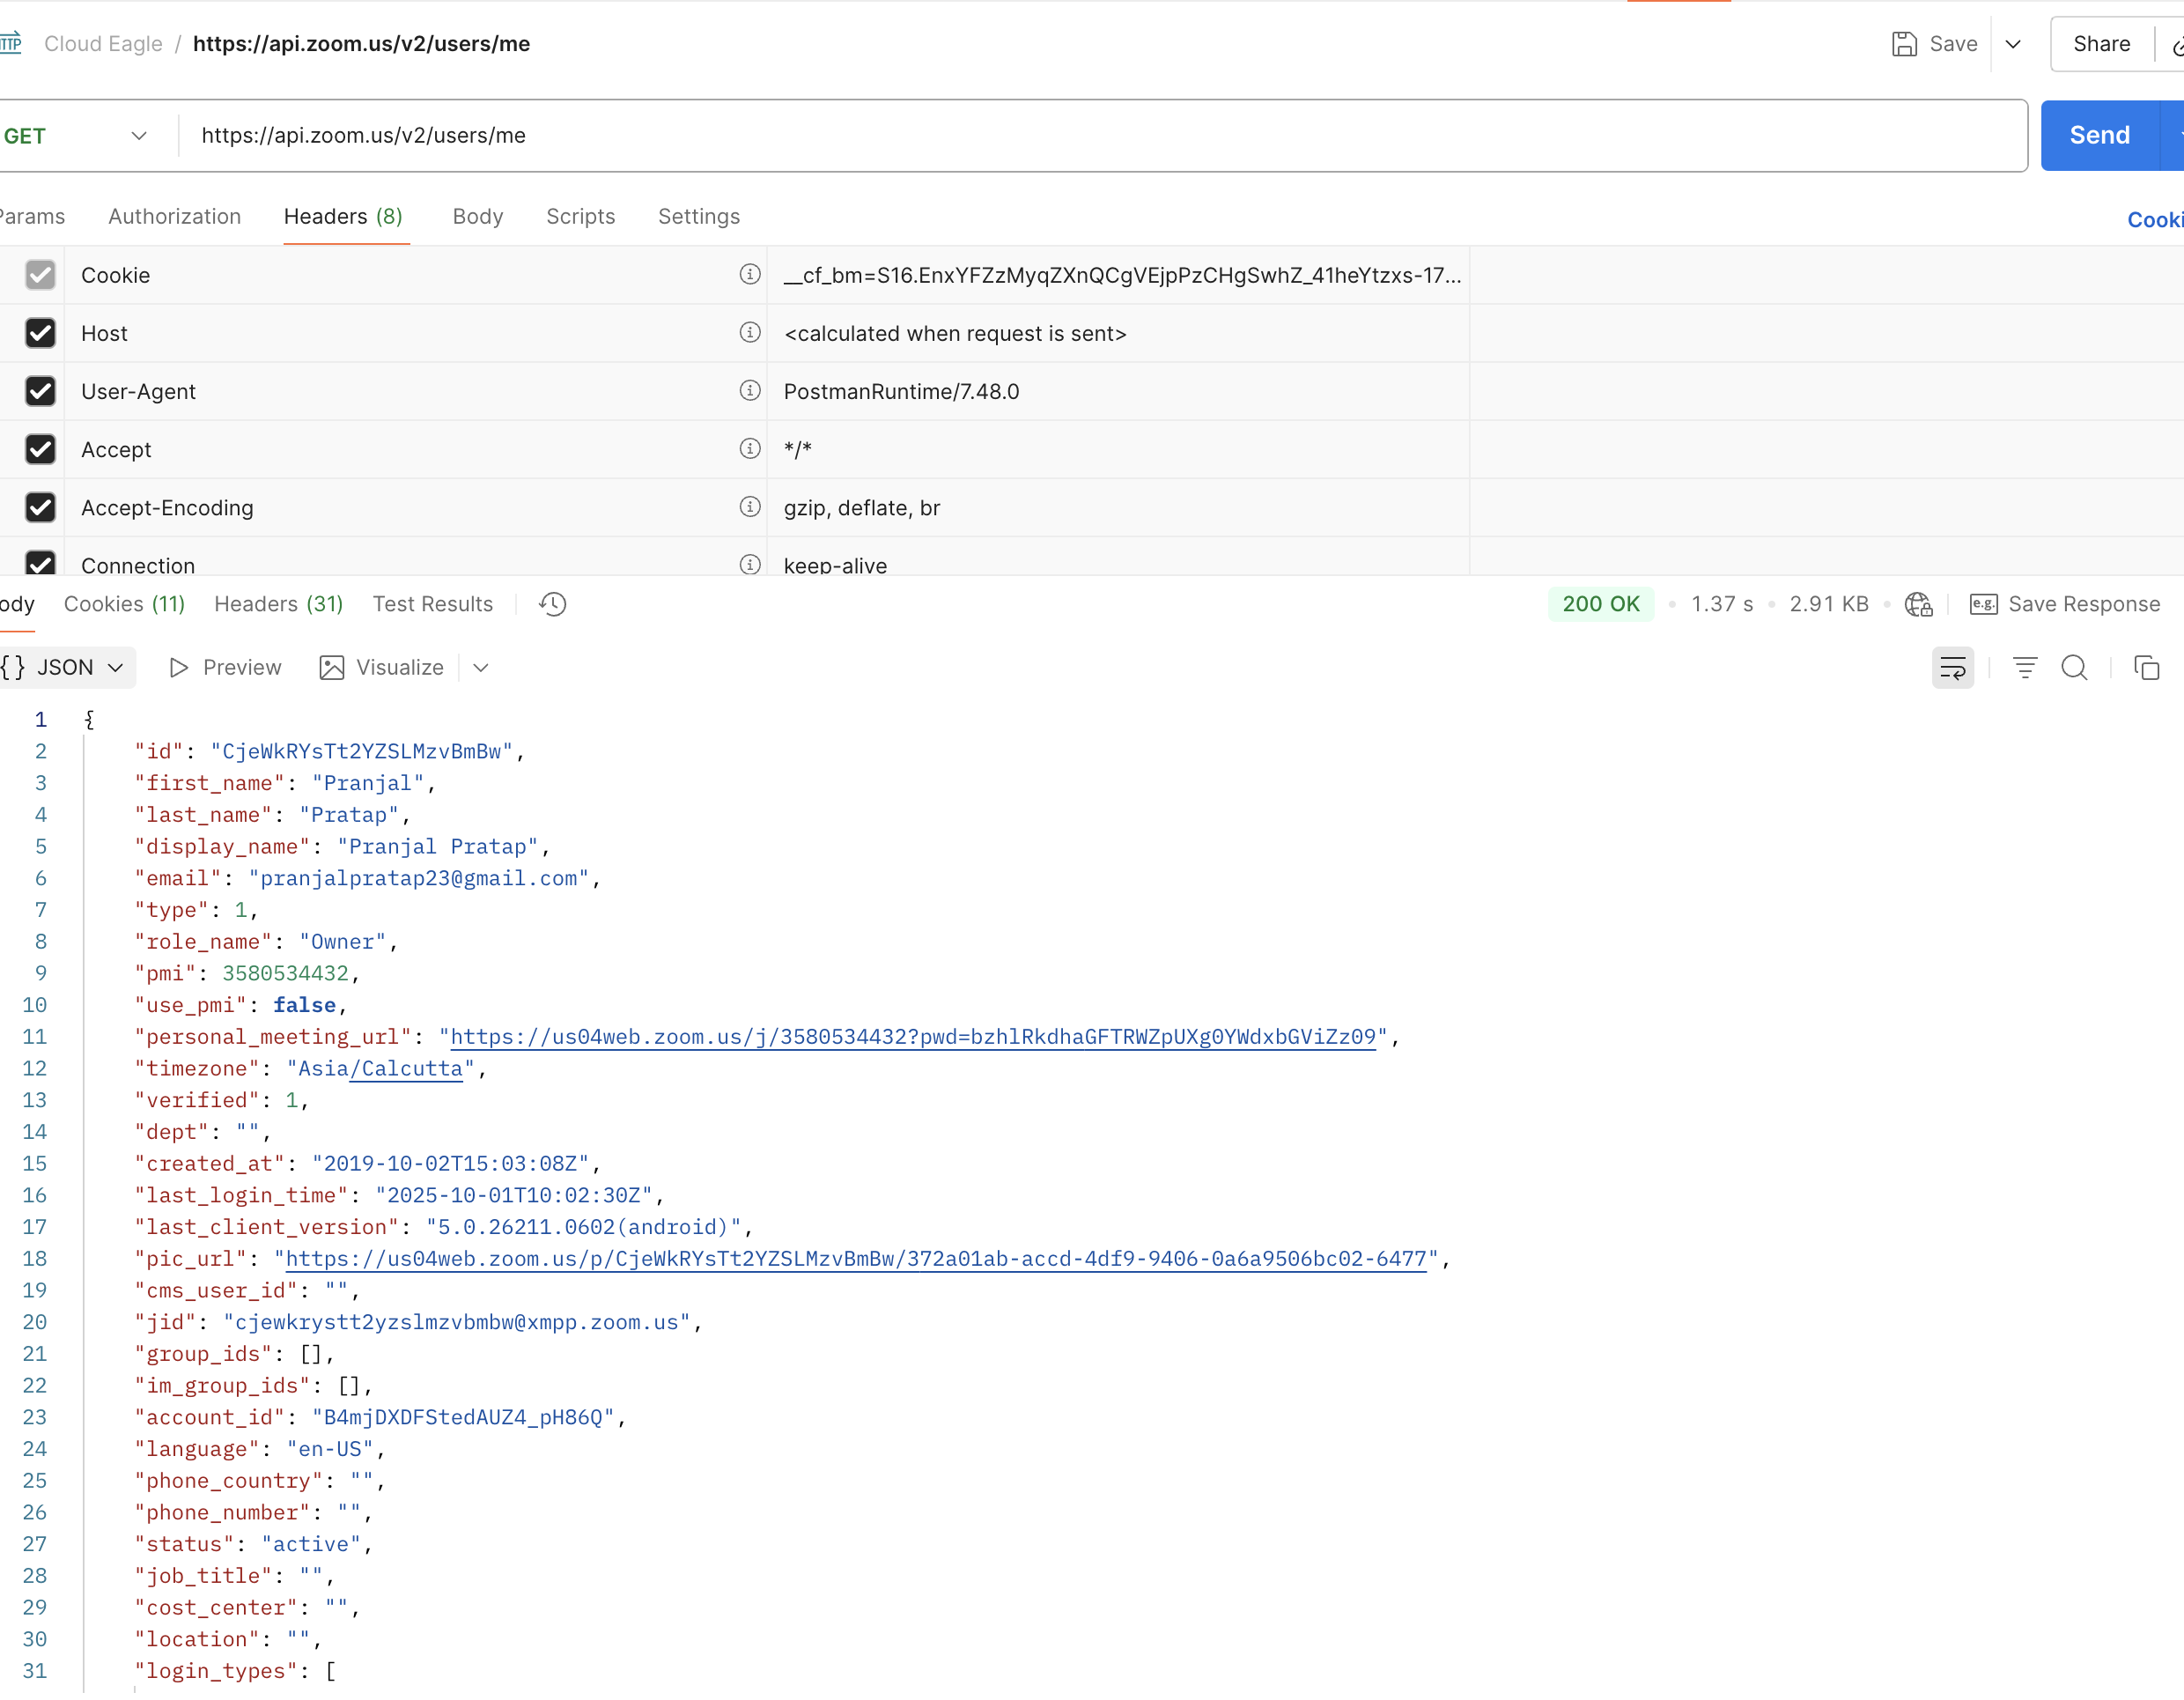 Cloud Eagle / https://api.zoom.us/v2/users/me Save Share
GET https://api.zoom.us/v2/users/me Send
Params Authorization Headers (8) Body Scripts Settings Cooki
Cookie __cf_bm=S16.EnxYFZzMyqZXnQCgVEjpPzCHgSwhZ_41heYtzxs-17...
Host <calculated when request is sent>
User-Agent PostmanRuntime/7.48.0
Accept */*
Accept-Encoding gzip, deflate, br
Connection keep-alive
ody Cookies (11) Headers (31) Test Results 200 OK • 1.37 s • 2.91 KB • e.g. Save Response
{} JSON Preview Visualize
1 {
2 "id": "CjeWkRYsTt2YZSLMzvBmBw",
3 "first_name": "Pranjal",
4 "last_name": "Pratap",
5 "display_name": "Pranjal Pratap",
6 "email": "pranjalpratap23@gmail.com",
7 "type": 1,
8 "role_name": "Owner",
9 "pmi": 3580534432,
10 "use_pmi": false,
11 "personal_meeting_url": "https://us04web.zoom.us/j/3580534432?pwd=bzhlRkdhaGFTRWZpUXg0YWdxbGViZz09",
12 "timezone": "Asia/Calcutta",
13 "verified": 1,
14 "dept": "",
15 "created_at": "2019-10-02T15:03:08Z",
16 "last_login_time": "2025-10-01T10:02:30Z",
17 "last_client_version": "5.0.26211.0602(android)",
18 "pic_url": "https://us04web.zoom.us/p/CjeWkRYsTt2YZSLMzvBmBw/372a01ab-accd-4df9-9406-0a6a9506bc02-6477",
19 "cms_user_id": "",
20 "jid": "cjewkrystt2yzslmzvbmbw@xmpp.zoom.us",
21 "group_ids": [],
22 "im_group_ids": [],
23 "account_id": "B4mjDXDFStedAUZ4_pH86Q",
24 "language": "en-US",
25 "phone_country": "",
26 "phone_number": "",
27 "status": "active",
28 "job_title": "",
29 "cost_center": "",
30 "location": "",
31 "login_types": [